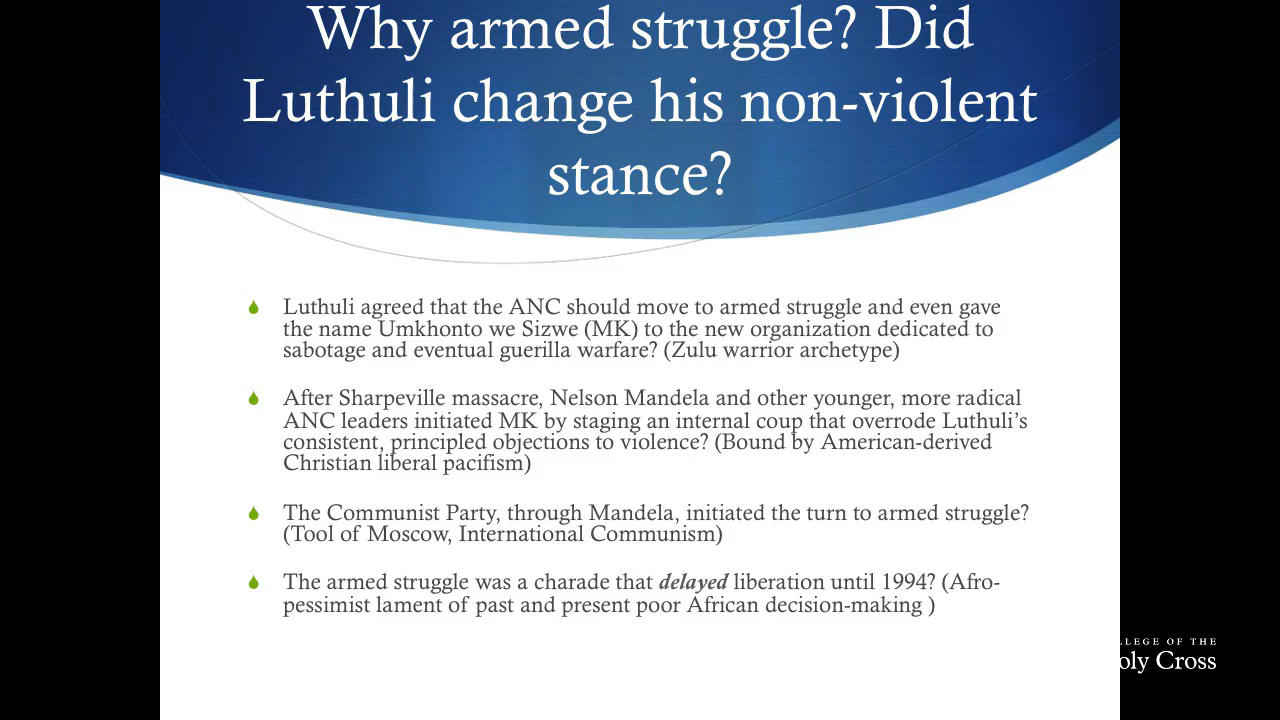 Why armed struggle? Did
Luthuli change his non-violent
stance?
Luthuli agreed that the ANC should move to armed struggle and even gave
the name Umkhonto we Sizwe (MK) to the new organization dedicated to
sabotage and eventual guerilla warfare? (Zulu warrior archetype)
After Sharpeville massacre, Nelson Mandela and other younger, more radical
ANC leaders initiated MK by staging an internal coup that overrode Luthuli's
consistent, principled objections to violence? (Bound by American-derived
Christian liberal pacifism)
The Communist Party, through Mandela, initiated the turn to armed struggle?
(Tool of Moscow, International Communism)
The armed struggle was a charade that delayed liberation until 1994? (Afro-
pessimist lament of past and present poor African decision-making )
LLEGE OF THE
oly Cross